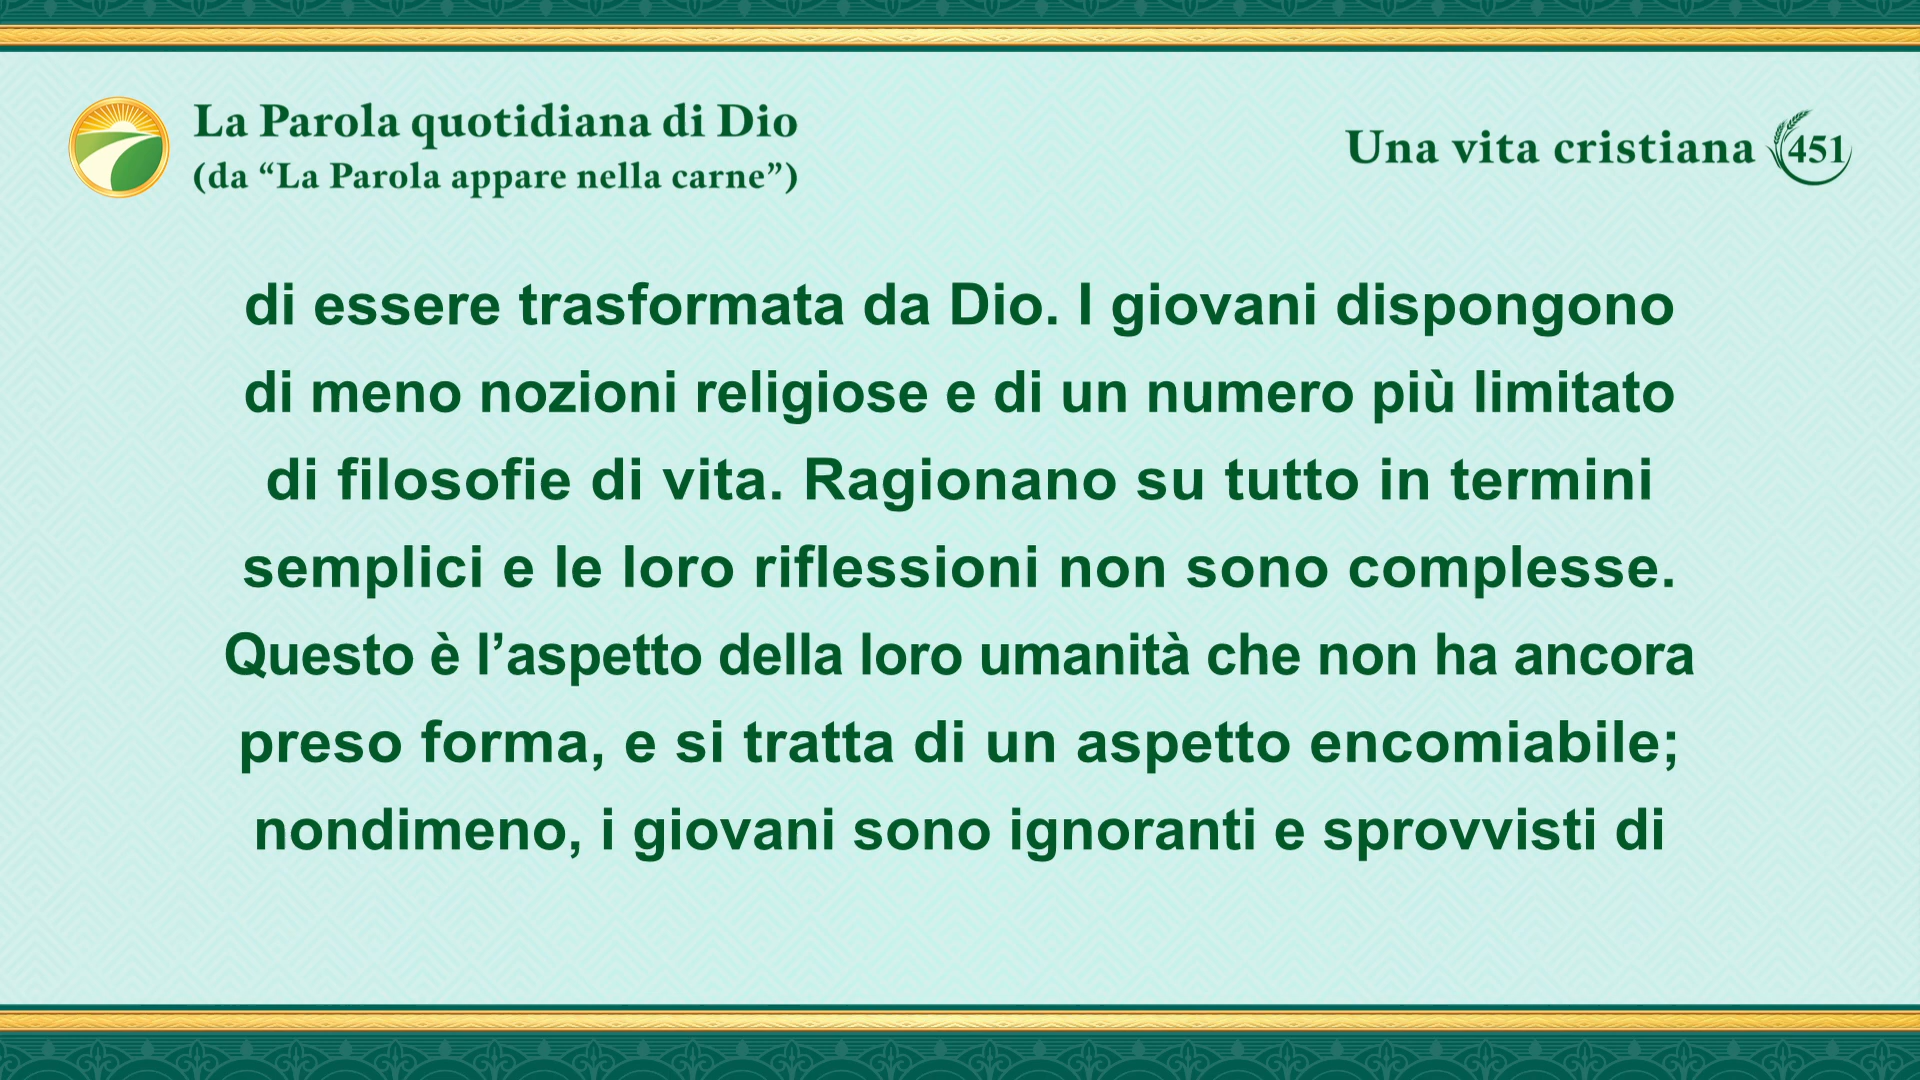 La Parola quotidiana di Dio
(da “La Parola appare nella carne”)
Una vita cristiana 451
di essere trasformata da Dio. I giovani dispongono
di meno nozioni religiose e di un numero più limitato
di filosofie di vita. Ragionano su tutto in termini
semplici e le loro riflessioni non sono complesse.
Questo è l’aspetto della loro umanità che non ha ancora
preso forma, e si tratta di un aspetto encomiabile;
nondimeno, i giovani sono ignoranti e sprovvisti di